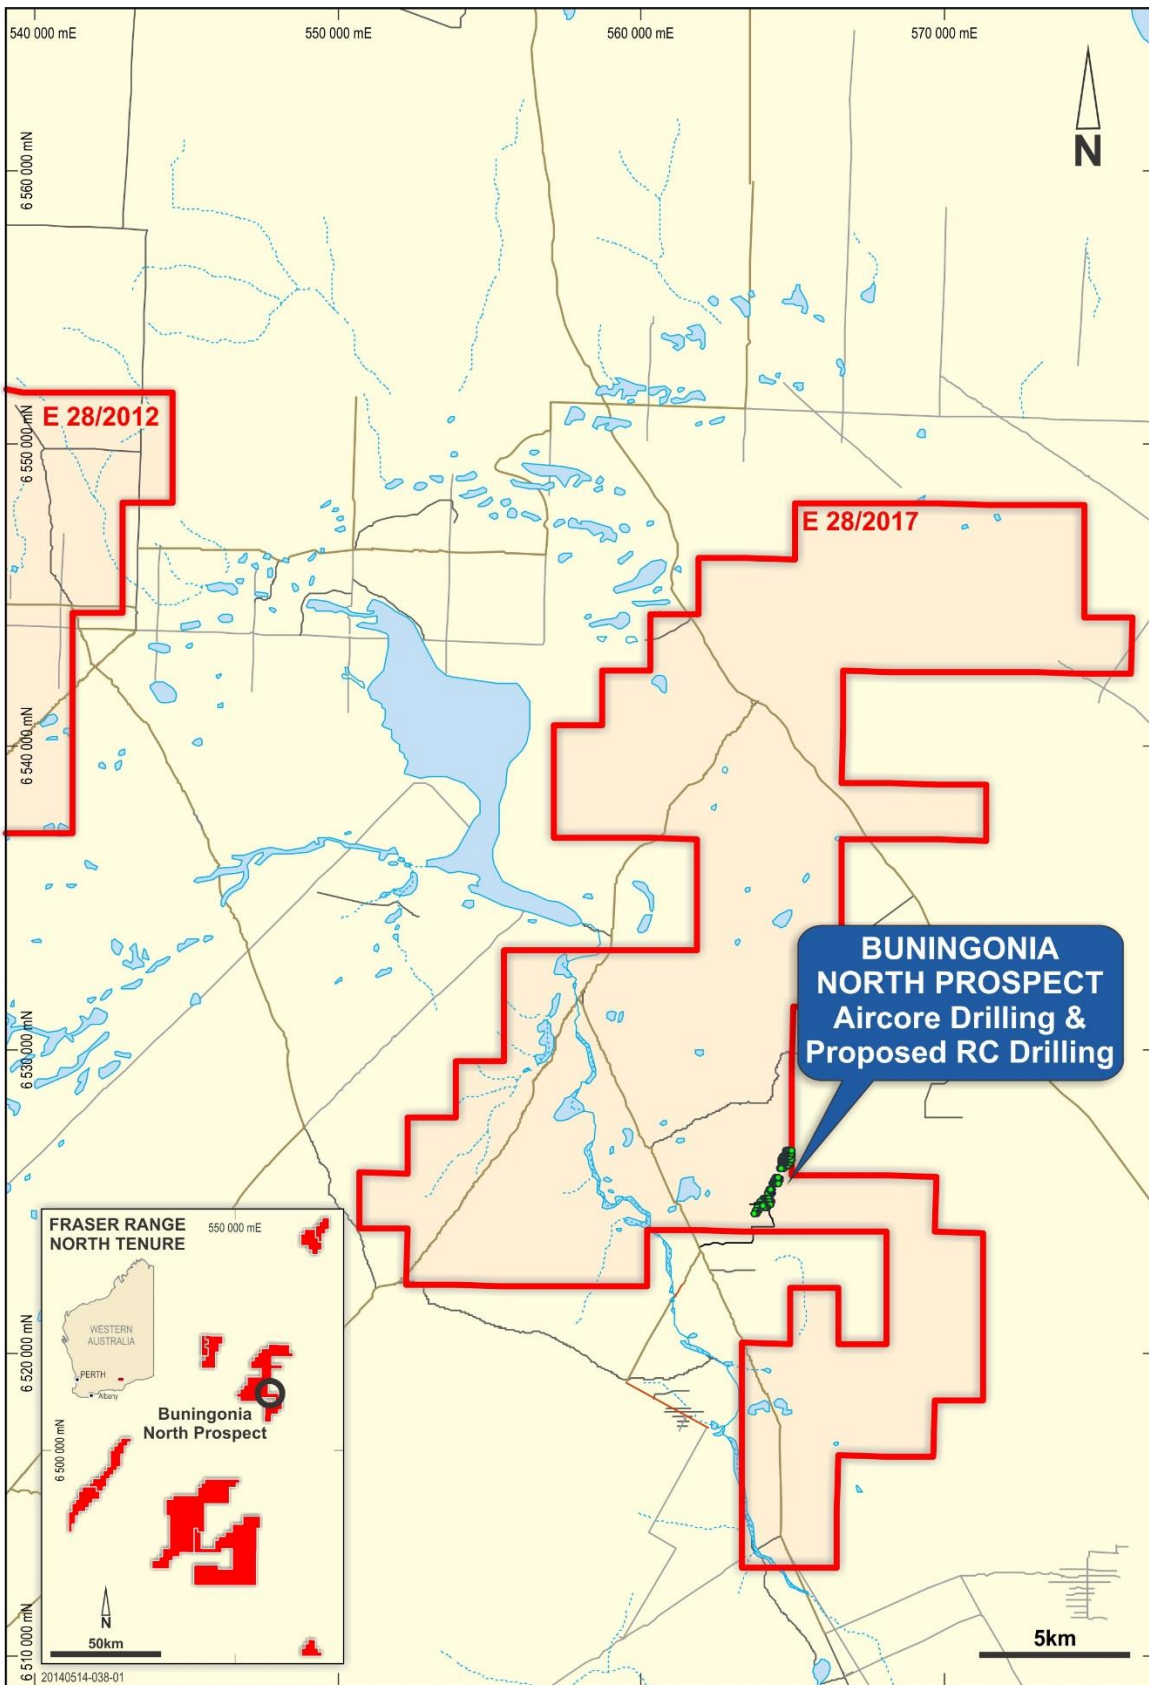 540 000 mE
550 000 mE
560 000 mE
570 000 mE
N
6 560 000 mN
E 28/2012
6 550 000 mN
E 28/2017
6 540 000 mN
BUNINGONIA
NORTH PROSPECT
Aircore Drilling &
Proposed RC Drilling
6 530 000 mN
FRASER RANGE
NORTH TENURE
550 000 mE
WESTERN
AUSTRALIA
PERTH
Albany
Buningonia
North Prospect
6 500 000 mN
N
50km
6 520 000 mN
5km
6 510 000 mN
20140514-038-01